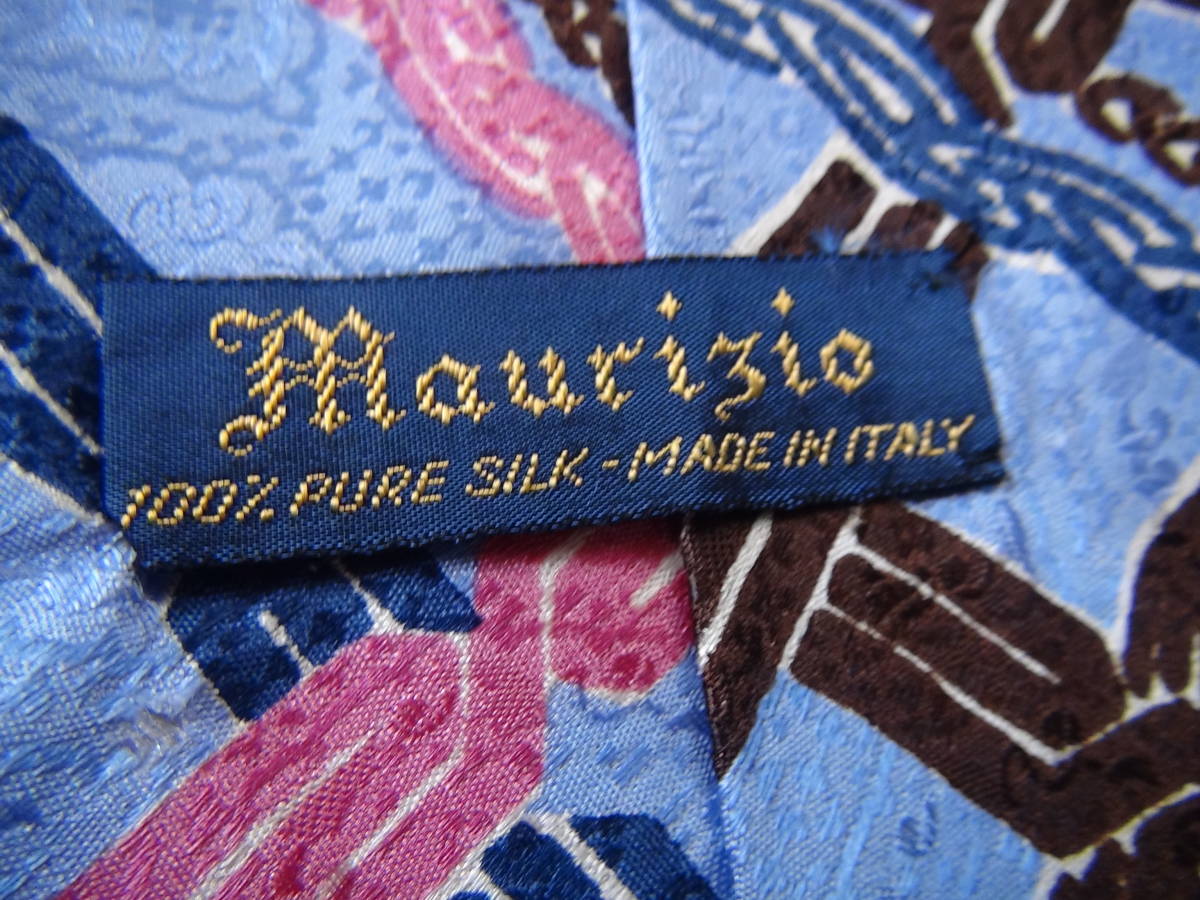 Maurizio
100% PURE SILK - MADE IN ITALY